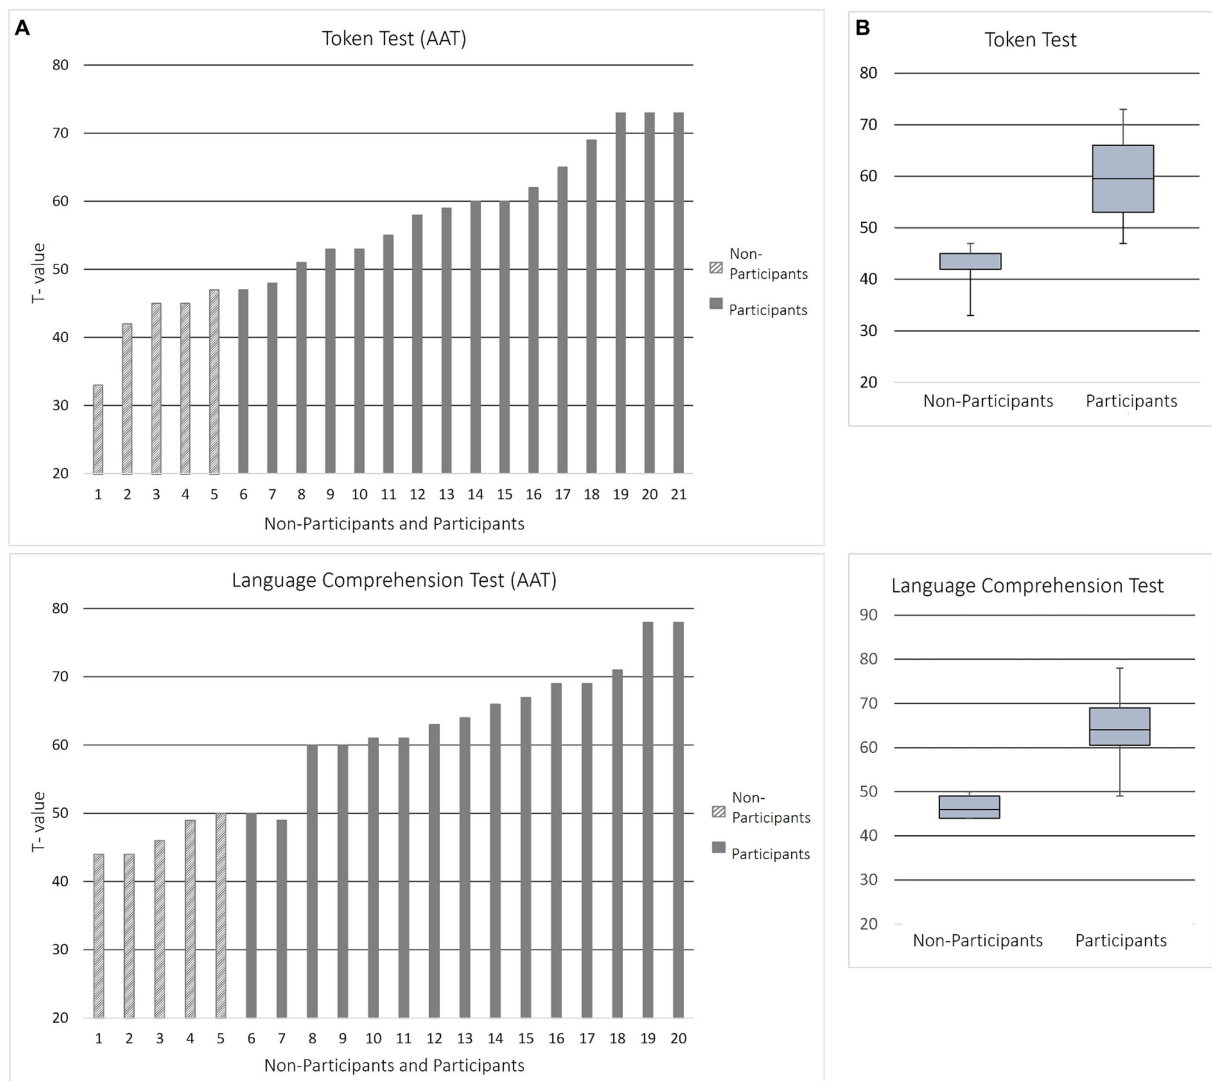 A
Token Test (AAT)
80
70
60
50
40
30
20
T- value
1 2 3 4 5 6 7 8 9 10 11 12 13 14 15 16 17 18 19 20 21
Non-Participants and Participants
Non-
Participants
Participants
B
Token Test
80
70
60
50
40
30
20
Non-Participants Participants
Language Comprehension Test (AAT)
80
70
60
50
40
30
20
T- value
1 2 3 4 5 6 7 8 9 10 11 12 13 14 15 16 17 18 19 20
Non-Participants and Participants
Non-
Participants
Participants
Language Comprehension Test
90
80
70
60
50
40
30
20
Non-Participants Participants